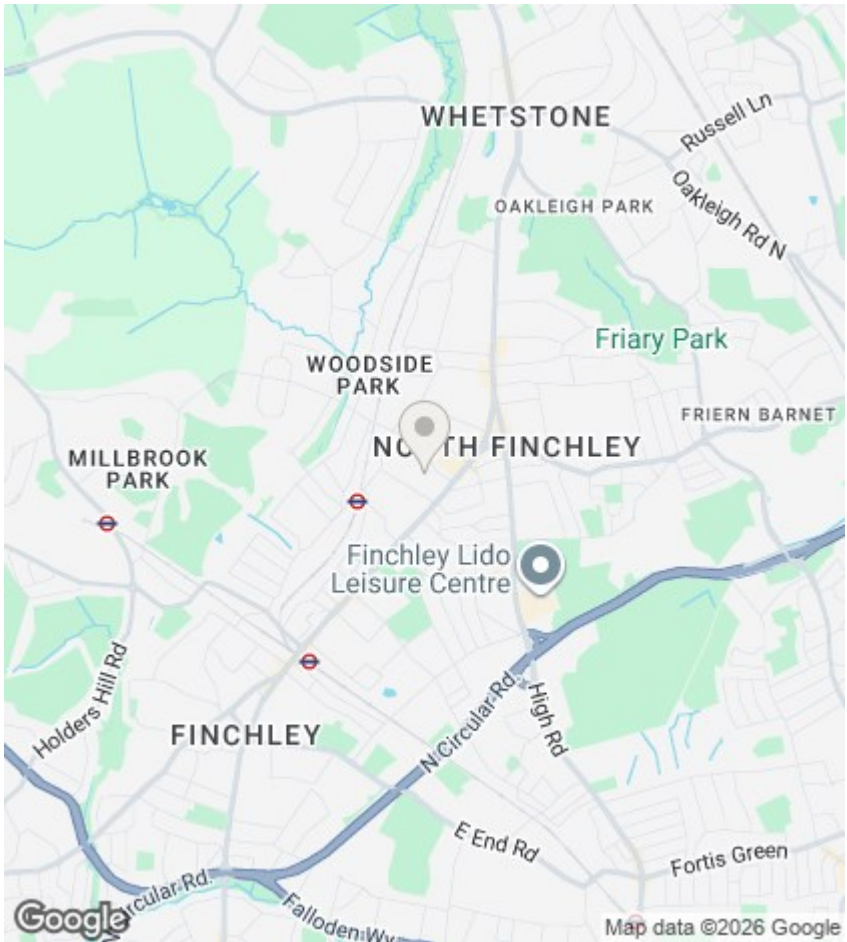 WHETSTONE
Russell Ln
Oakleigh Rd N
OAKLEIGH PARK
Friary Park
WOODSIDE
PARK
FRIERN BARNET
NORTH FINCHLEY
MILLBROOK
PARK
Finchley Lido
Leisure Centre
Holders Hill Rd
FINCHLEY
N Circular Rd.
High Rd
E End Rd
Fortis Green
N Circular Rd.
Falloden Wy
Google
Map data ©2026 Google